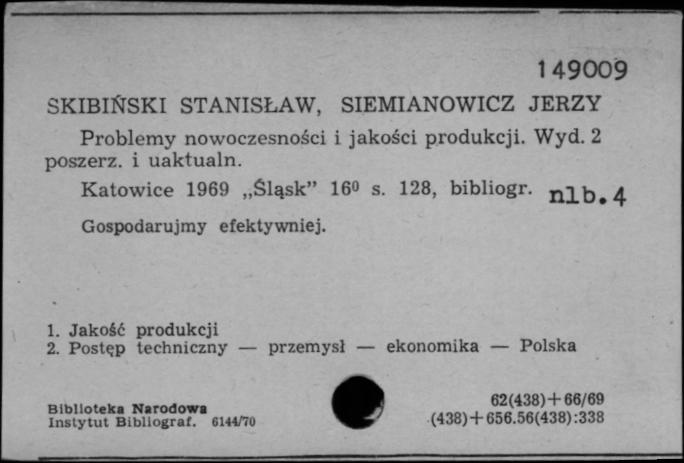 149009
SKIBIŃSKI STANISŁAW, SIEMIANOWICZ JERZY
Problemy nowoczesności i jakości produkcji. Wyd. 2
poszerz. i uaktualn.
Katowice 1969 „Śląsk” 16⁰ s. 128, bibliogr. nlb. 4
Gospodarujmy efektywniej.
1. Jakość produkcji
2. Postęp techniczny — przemysł — ekonomika — Polska
Biblioteka Narodowa
Instytut Bibliograf. 6144/70
62(438)+66/69
(438)+656.56(438):338